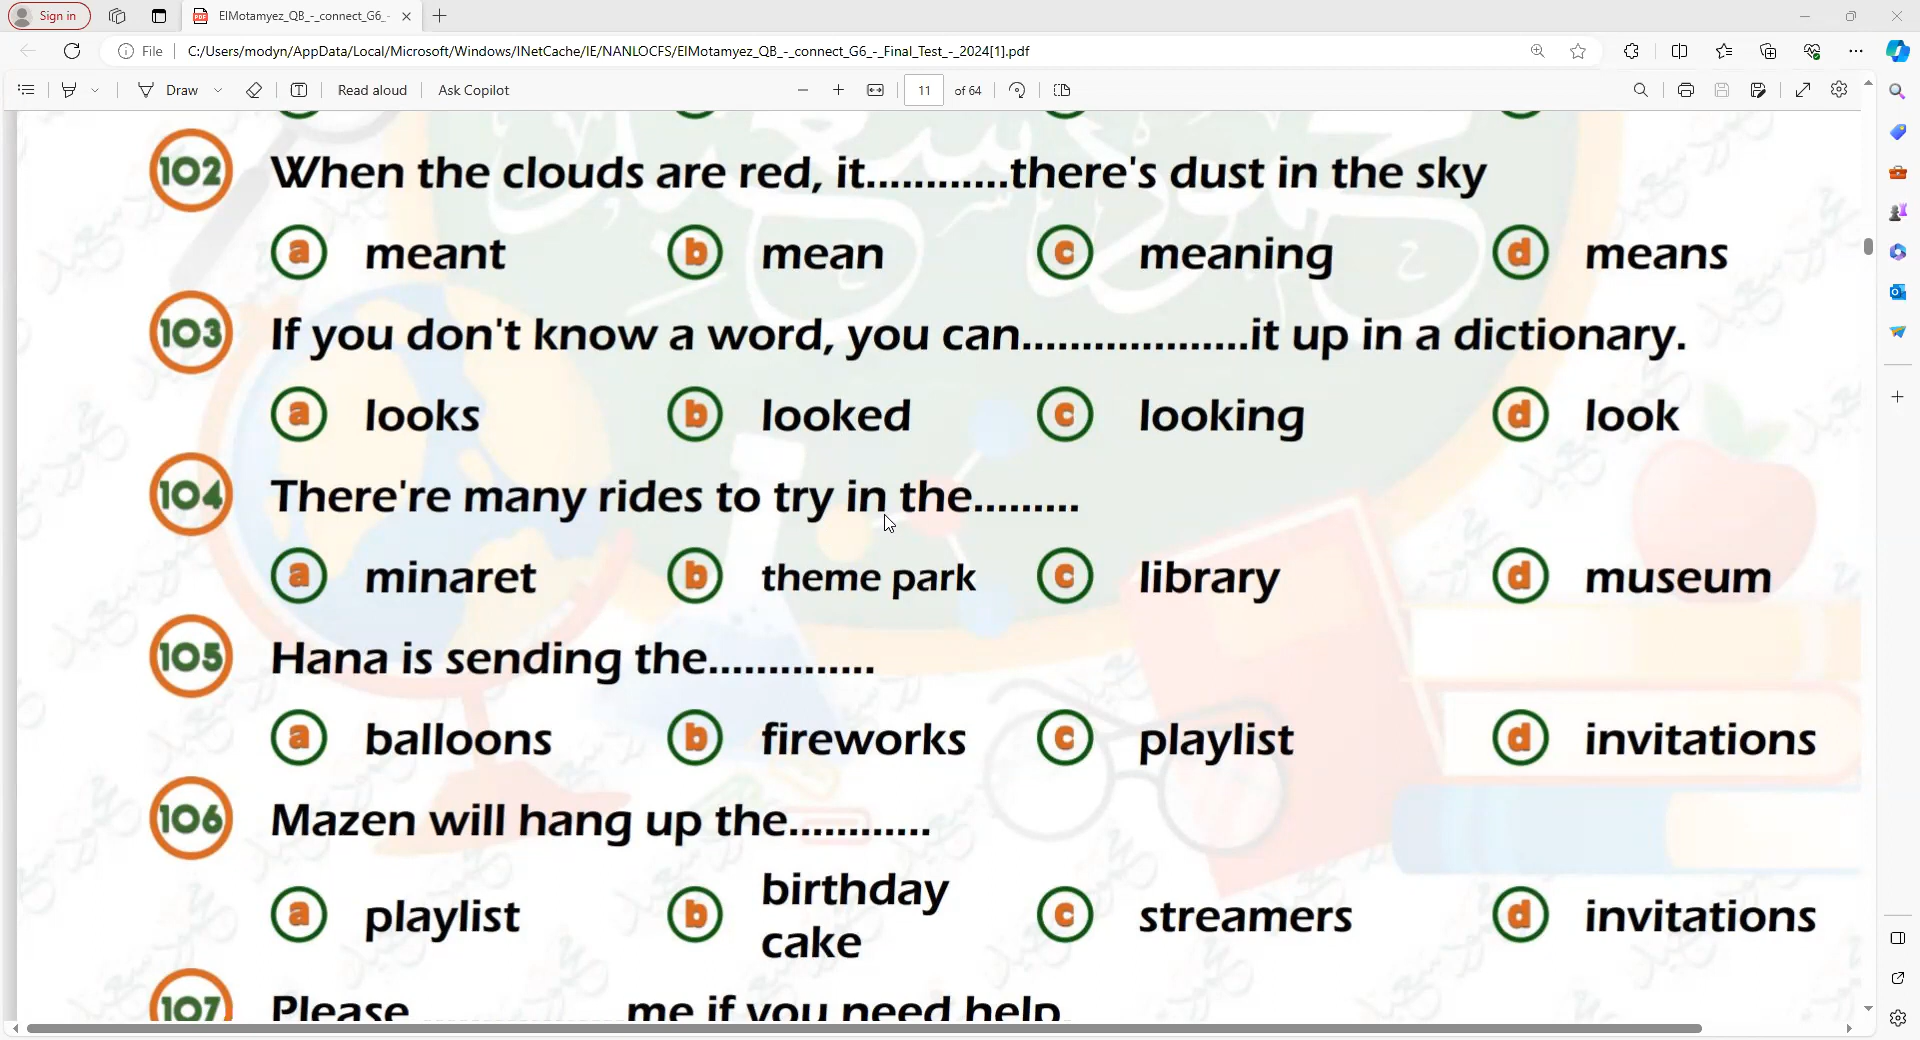 Sign in
ElMotamyez_QB_-_connect_G6_-
File
C:/Users/modyn/AppData/Local/Microsoft/Windows/INetCache/IE/NANLOCFS/ElMotamyez_QB_-_connect_G6_-_Final_Test_-_2024[1].pdf
Draw
Read aloud
Ask Copilot
11 of 64
102 When the clouds are red, it............there's dust in the sky
a meant b mean c meaning d means
103 If you don't know a word, you can...................it up in a dictionary.
a looks b looked c looking d look
104 There're many rides to try in the.........
a minaret b theme park c library d museum
105 Hana is sending the..............
a balloons b fireworks c playlist d invitations
106 Mazen will hang up the............
a playlist b birthday cake c streamers d invitations
107 Please..................me if you need help.